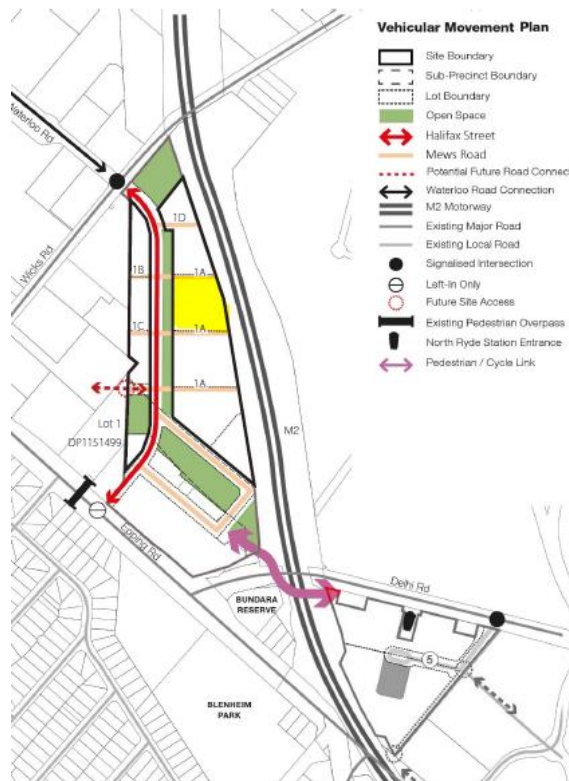 Vehicular Movement Plan
Site Boundary
Sub-Precinct Boundary
Lot Boundary
Open Space
Halifax Street
Mews Road
Potential Future Road Connec
Waterloo Road Connection
M2 Motorway
Existing Major Road
Existing Local Road
Signalised Intersection
Left-In Only
Future Site Access
Existing Pedestrian Overpass
North Ryde Station Entrance
Pedestrian / Cycle Link
Waterloo Rd
Wicks Rd
1D
1B
1A
1C
1A
1A
M2
Lot 1
DP1151499
Epping Rd
Delhi Rd
BUNDARA
RESERVE
5
BLENHEIM
PARK